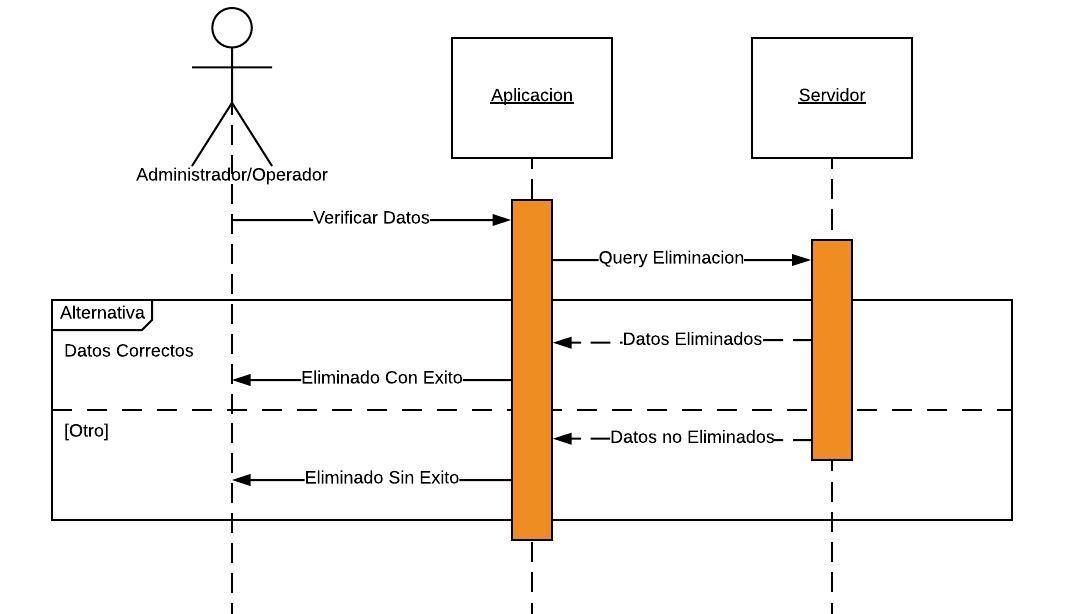 Aplicacion
Servidor
Administrador/Operador
Verificar Datos
Query Eliminacion
Alternativa
Datos Eliminados
Datos Correctos
Eliminado Con Exito
[Otro]
Datos no Eliminados
Eliminado Sin Exito